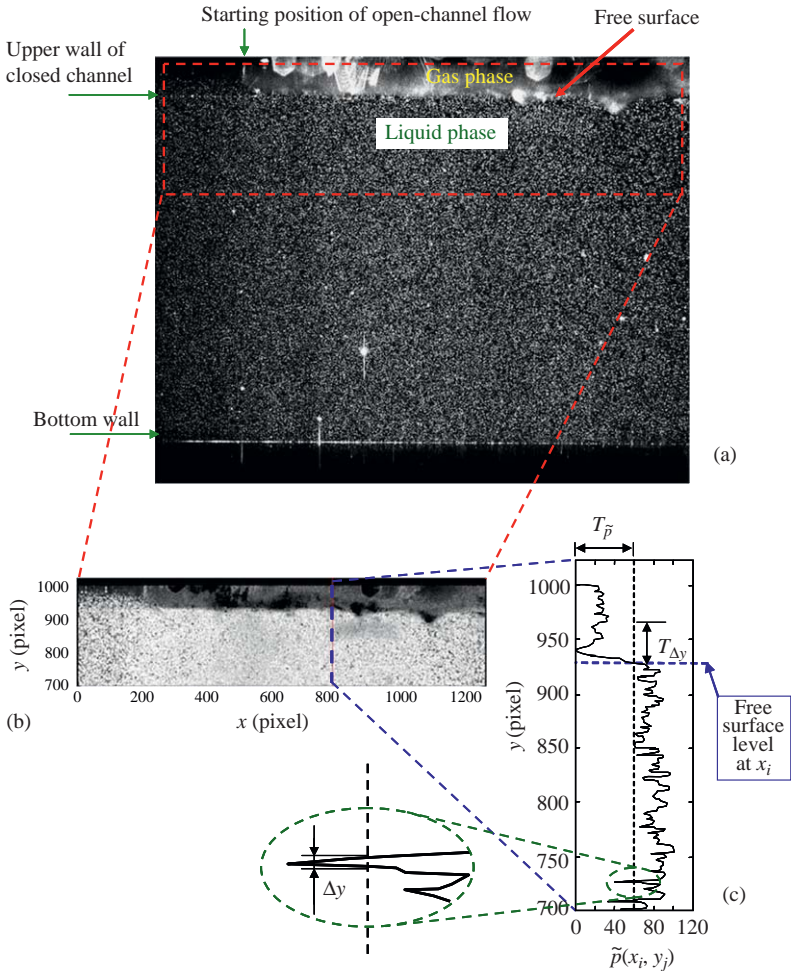 Starting position of open-channel flow
Free surface
Upper wall of
closed channel
Gas phase
Liquid phase
Bottom wall
(a)
T_p̃
1000
900
800
700
y (pixel)
0
200
400
600
800
1000
1200
x (pixel)
(b)
1000
950
900
850
800
750
700
y (pixel)
T_Δy
Free
surface
level
at x_i
Δy
0
40
80
120
p̃(x_i, y_j)
(c)